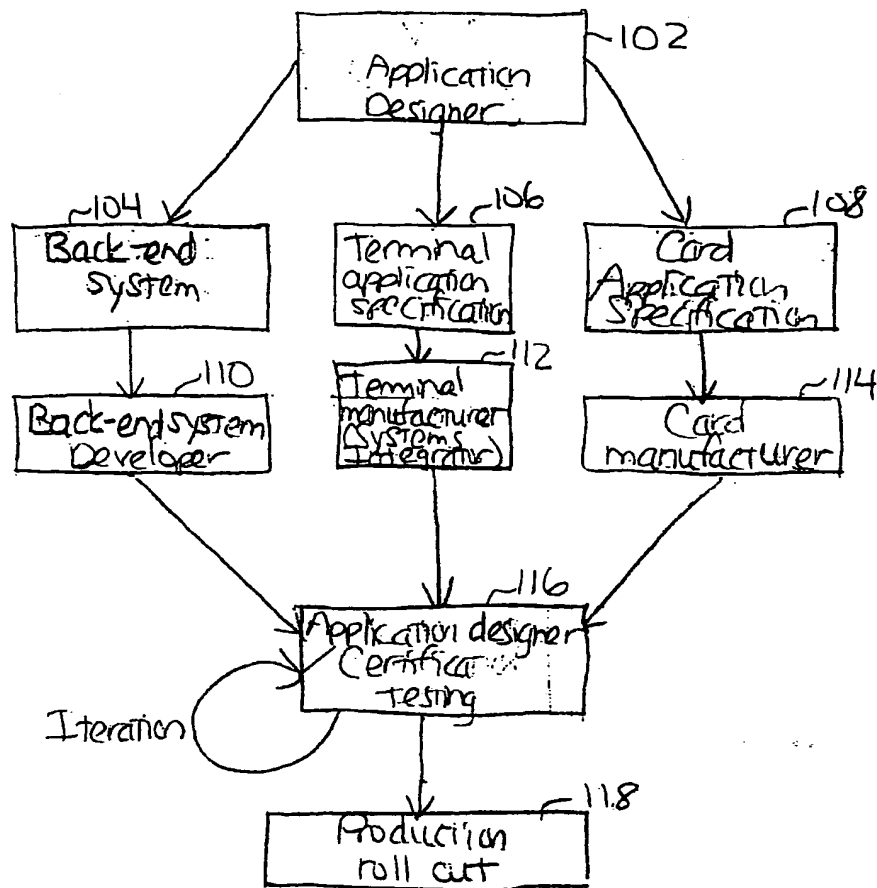 102
Application
Designer
104
106
108
Back-end
system
Terminal
application
specification
Card
Application
Specification
110
112
114
Back-end system
Developer
Terminal
manufacturer
(Systems
Integrator)
Card
manufacturer
116
Application designer
Testing
Iteration
118
Production
roll out